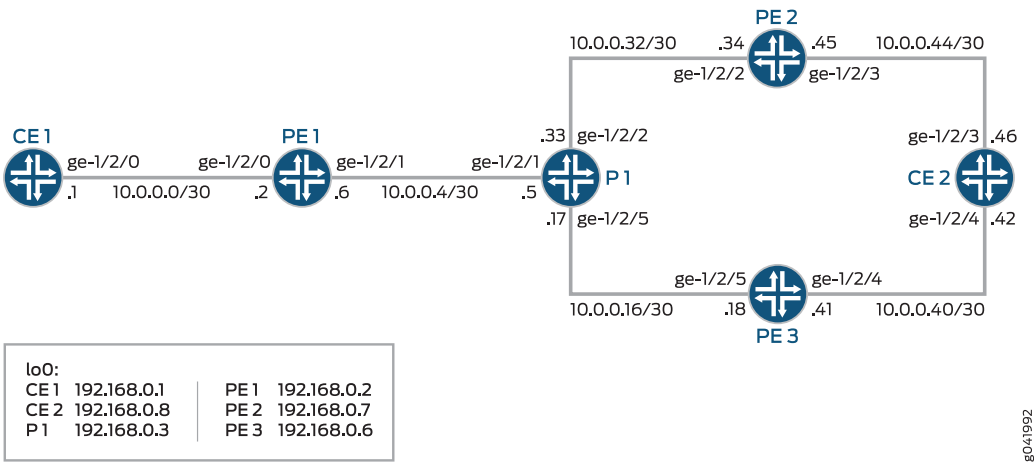 PE 2
10.0.0.32/30 .34 .45 10.0.0.44/30
ge-1/2/2 ge-1/2/3
.33 ge-1/2/2 ge-1/2/3 .46
CE 1 PE 1
ge-1/2/0 ge-1/2/0 ge-1/2/1 ge-1/2/1
P 1 CE 2
.1 10.0.0.0/30 .2 .6 10.0.0.4/30 .5
.17 ge-1/2/5 ge-1/2/4 .42
ge-1/2/5 ge-1/2/4
10.0.0.16/30 .18 .41 10.0.0.40/30
PE 3
lo0:
CE 1 192.168.0.1 PE 1 192.168.0.2
CE 2 192.168.0.8 PE 2 192.168.0.7
P 1 192.168.0.3 PE 3 192.168.0.6
g041992